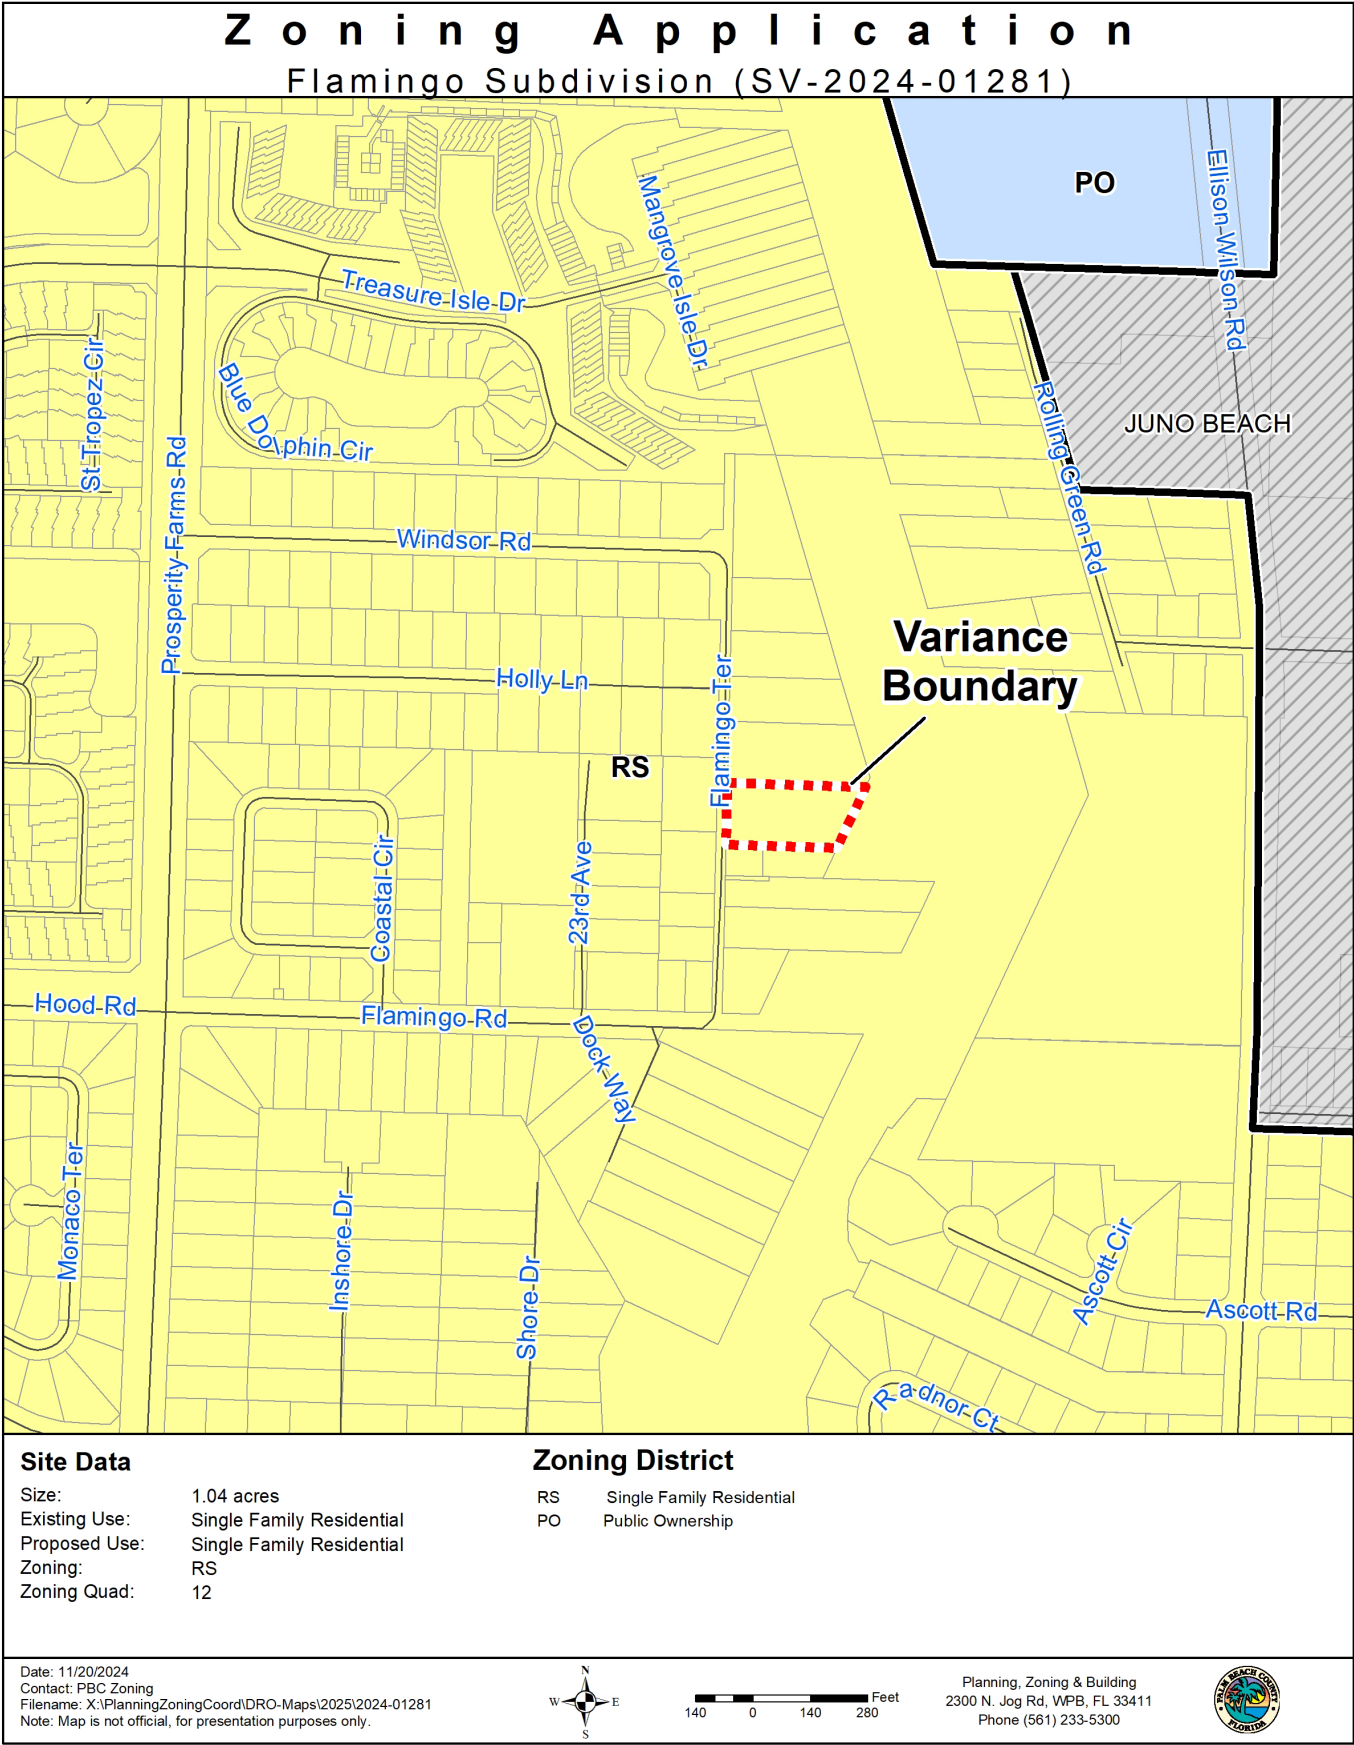 Zoning Application
Flamingo Subdivision (SV-2024-01281)
PO
Ellison Wilson Rd
Mangrove Isle Dr
Treasure Isle Dr
St Tropez Cir
Blue Dolphin Cir
Rolling Green Rd
JUNO BEACH
Prosperity Farms Rd
Windsor Rd
Variance
Boundary
Holly Ln
Flamingo Ter
RS
Coastal Cir
23rd Ave
Hood Rd
Flamingo Rd
Dock Way
Monaco Ter
Inshore Dr
Shore Dr
Ascott Cir
Ascott Rd
Radnor Ct
Site Data
Size: 1.04 acres
Existing Use: Single Family Residential
Proposed Use: Single Family Residential
Zoning: RS
Zoning Quad: 12
Zoning District
RS Single Family Residential
PO Public Ownership
Date: 11/20/2024
Contact: PBC Zoning
Filename: X:\PlanningZoningCoord\DRO-Maps\2025\2024-01281
Note: Map is not official, for presentation purposes only.
N
W E
S
Feet
140 0 140 280
Planning, Zoning & Building
2300 N. Jog Rd, WPB, FL 33411
Phone (561) 233-5300
PALM BEACH COUNTY
FLORIDA